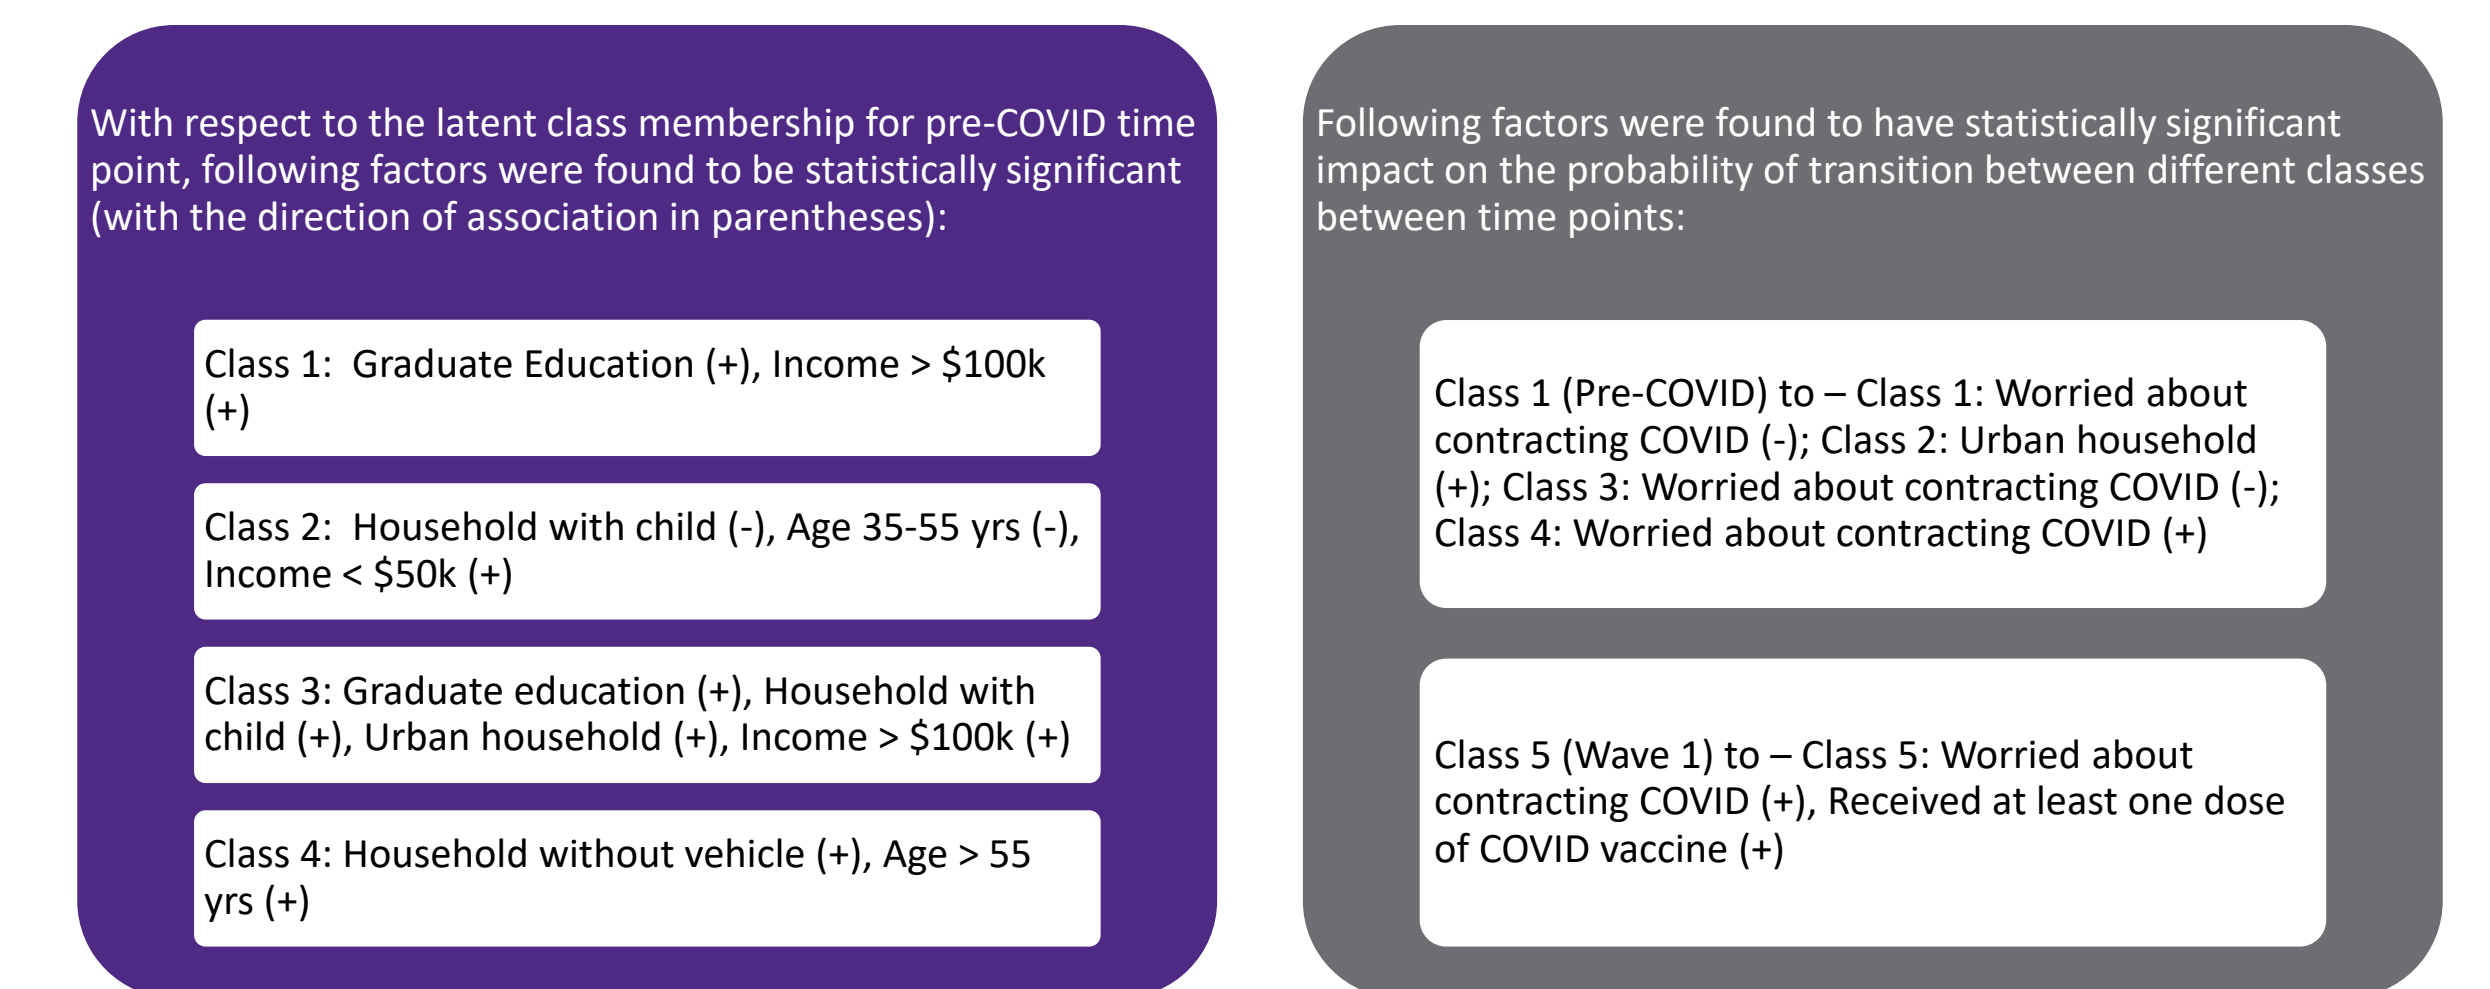 With respect to the latent class membership for pre-COVID time
point, following factors were found to be statistically significant
(with the direction of association in parentheses):
Class 1:  Graduate Education (+), Income > $100k
(+)
Class 2:  Household with child (-), Age 35-55 yrs (-),
Income < $50k (+)
Class 3: Graduate education (+), Household with
child (+), Urban household (+), Income > $100k (+)
Class 4: Household without vehicle (+), Age > 55
yrs (+)
Following factors were found to have statistically significant
impact on the probability of transition between different classes
between time points:
Class 1 (Pre-COVID) to – Class 1: Worried about
contracting COVID (-); Class 2: Urban household
(+); Class 3: Worried about contracting COVID (-);
Class 4: Worried about contracting COVID (+)
Class 5 (Wave 1) to – Class 5: Worried about
contracting COVID (+), Received at least one dose
of COVID vaccine (+)